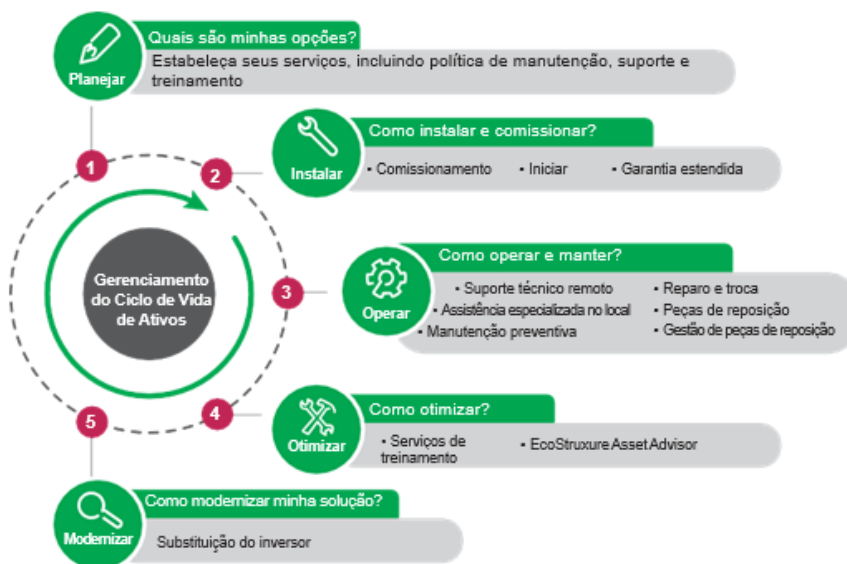 Quais são minhas opções?
Planejar
Estabeleça seus serviços, incluindo política de manutenção, suporte e
treinamento
1
2
Como instalar e comissionar?
Instalar
• Comissionamento • Iniciar • Garantia estendida
Gerenciamento
do Ciclo de Vida
de Ativos
3
Como operar e manter?
Operar
• Suporte técnico remoto • Reparo e troca
• Assistência especializada no local • Peças de reposição
• Manutenção preventiva • Gestão de peças de reposição
4
Como otimizar?
Otimizar
• Serviços de • EcoStruxure Asset Advisor
treinamento
5
Como modernizar minha solução?
Modernizar
Substituição do inversor